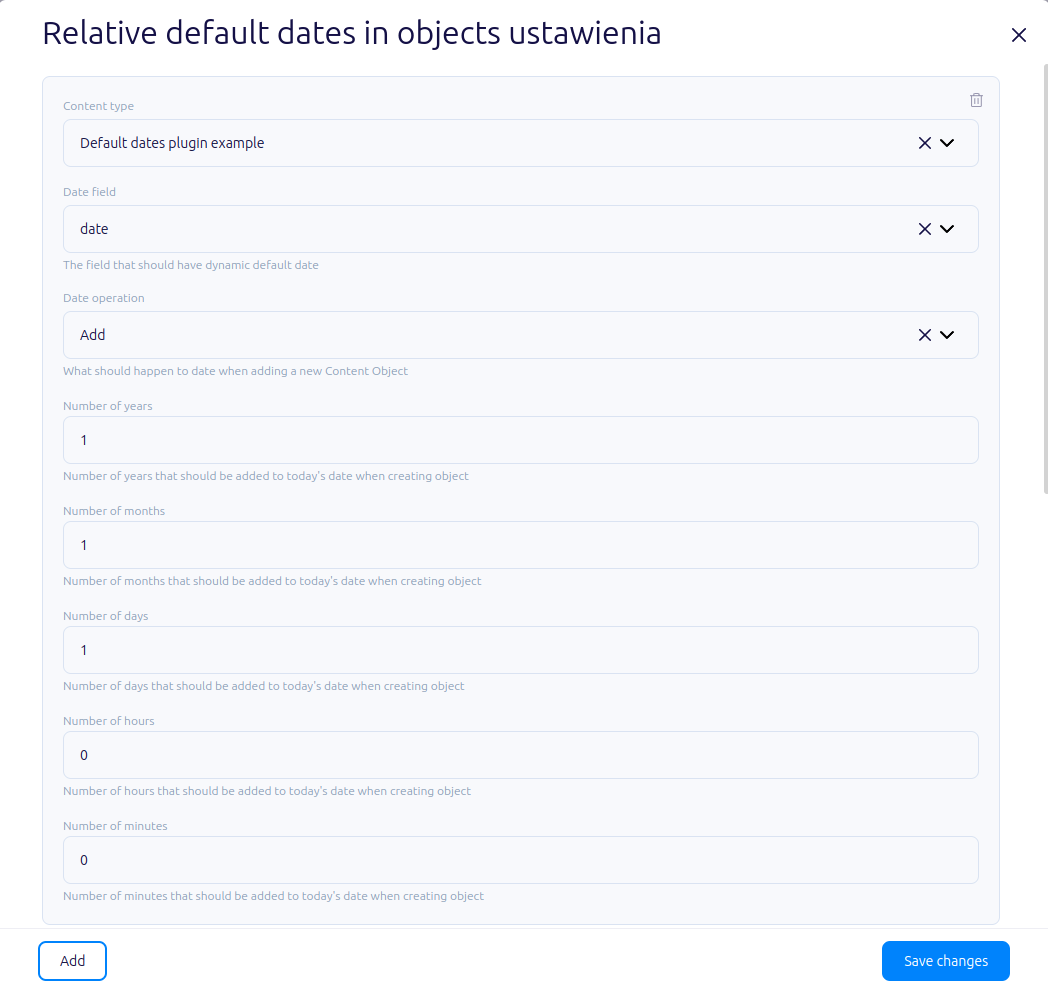 Relative default dates in objects ustawienia
Content type
Default dates plugin example
Date field
date
The field that should have dynamic default date
Date operation
Add
What should happen to date when adding a new Content Object
Number of years
1
Number of years that should be added to today's date when creating object
Number of months
1
Number of months that should be added to today's date when creating object
Number of days
1
Number of days that should be added to today's date when creating object
Number of hours
0
Number of hours that should be added to today's date when creating object
Number of minutes
0
Number of minutes that should be added to today's date when creating object
Add
Save changes